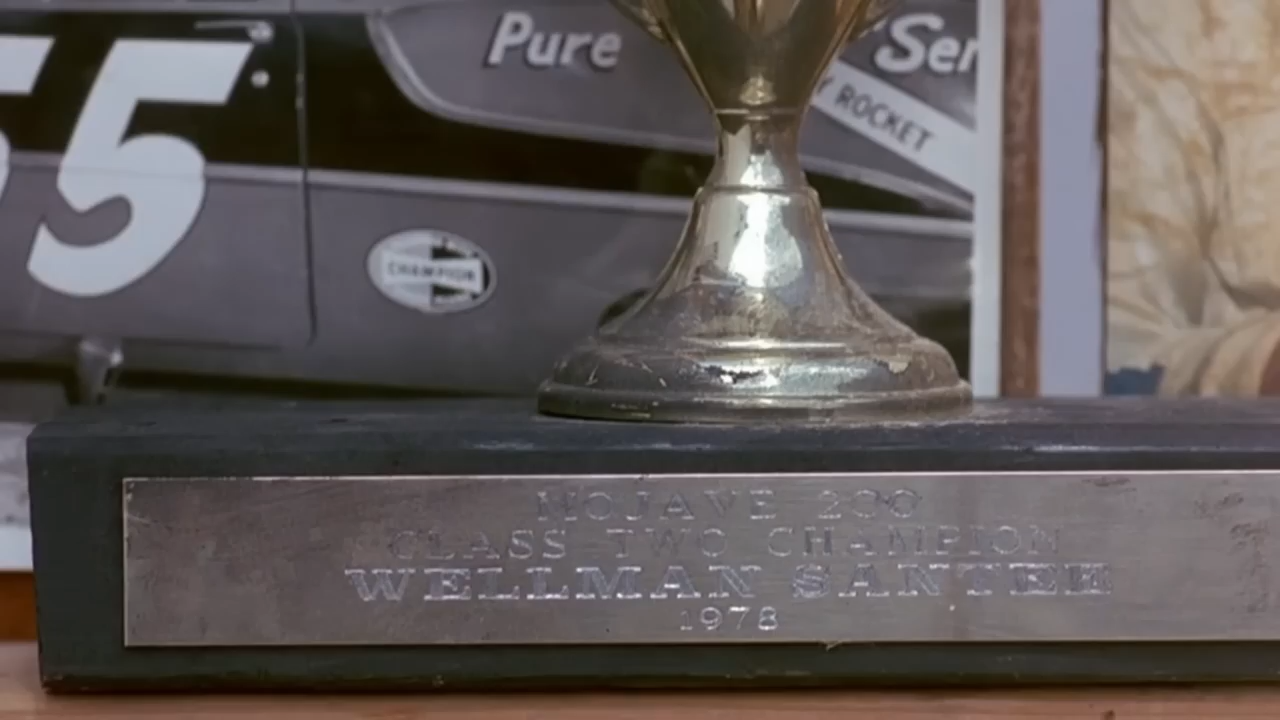 55
Pure
Ser
Y ROCKET
CHAMPION
MOJAVE 200
CLASS TWO CHAMPION
WELLMAN SANTEE
1978